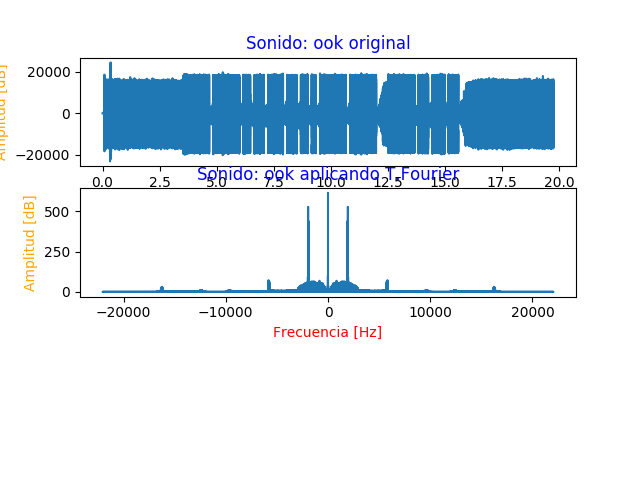 Sonido: ook original
Amplitud [dB]
20000
0
−20000
0.0 2.5 5.0 7.5 10.0 12.5 15.0 17.5 20.0
Sonido: ook aplicando T.Fourier
Amplitud [dB]
500
250
0
−20000 −10000 0 10000 20000
Frecuencia [Hz]